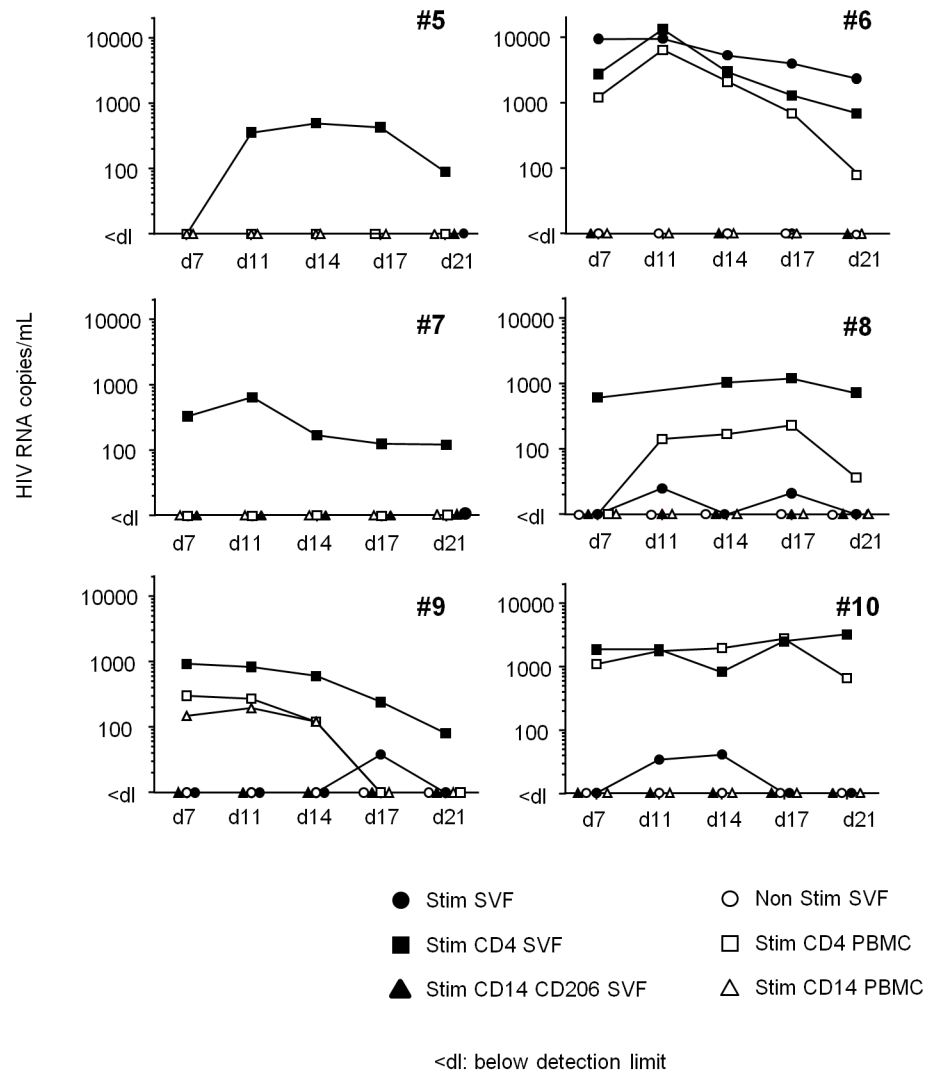 #5
10000
1000
100
<dl
d7 d11 d14 d17 d21
#6
10000
1000
100
<dl
d7 d11 d14 d17 d21
HIV RNA copies/mL
#7
10000
1000
100
<dl
d7 d11 d14 d17 d21
#8
10000
1000
100
<dl
d7 d11 d14 d17 d21
#9
10000
1000
100
<dl
d7 d11 d14 d17 d21
#10
10000
1000
100
<dl
d7 d11 d14 d17 d21
Stim SVF
Non Stim SVF
Stim CD4 SVF
Stim CD4 PBMC
Stim CD14 CD206 SVF
Stim CD14 PBMC
<dl: below detection limit